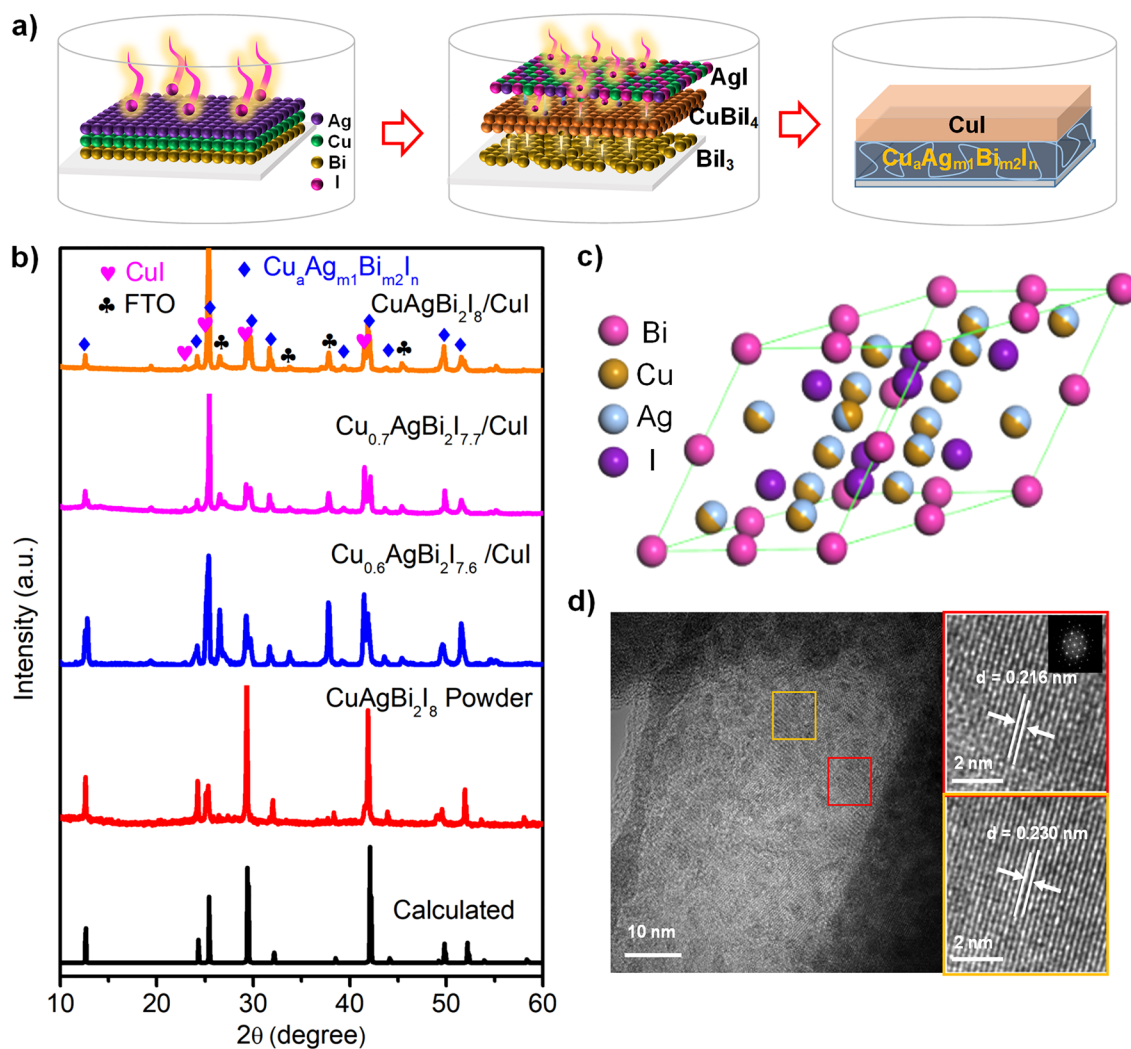 a)
Ag
Cu
Bi
I
AgI
CuBiI₄
BiI₃
CuI
CuₐAgₘ₁Biₘ₂Iₙ
b)
♥ CuI
♦ CuₐAgₘ₁Biₘ₂Iₙ
♣ FTO
CuAgBi₂I₈/CuI
Cu₀.₇AgBi₂I₇.₇/CuI
Cu₀.₆AgBi₂I₇.₆ /CuI
CuAgBi₂I₈ Powder
Calculated
Intensity (a.u.)
10 20 30 40 50 60
2θ (degree)
c)
Bi
Cu
Ag
I
d)
10 nm
d = 0.216 nm
2 nm
d = 0.230 nm
2 nm